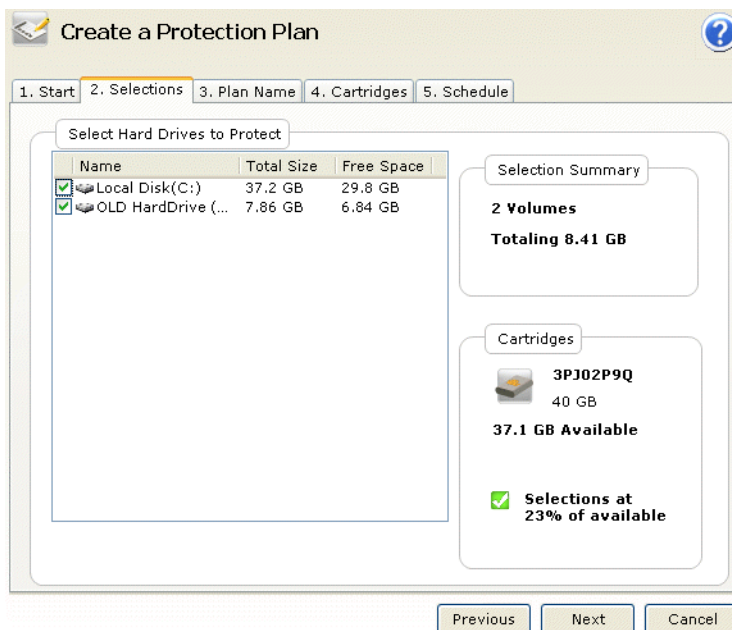 Create a Protection Plan
?
1. Start 2. Selections 3. Plan Name 4. Cartridges 5. Schedule
Select Hard Drives to Protect
Name Total Size Free Space
Local Disk(C:) 37.2 GB 29.8 GB
OLD HardDrive (... 7.86 GB 6.84 GB
Selection Summary
2 Volumes
Totaling 8.41 GB
Cartridges
3PJ02P9Q
40 GB
37.1 GB Available
Selections at
23% of available
Previous Next Cancel